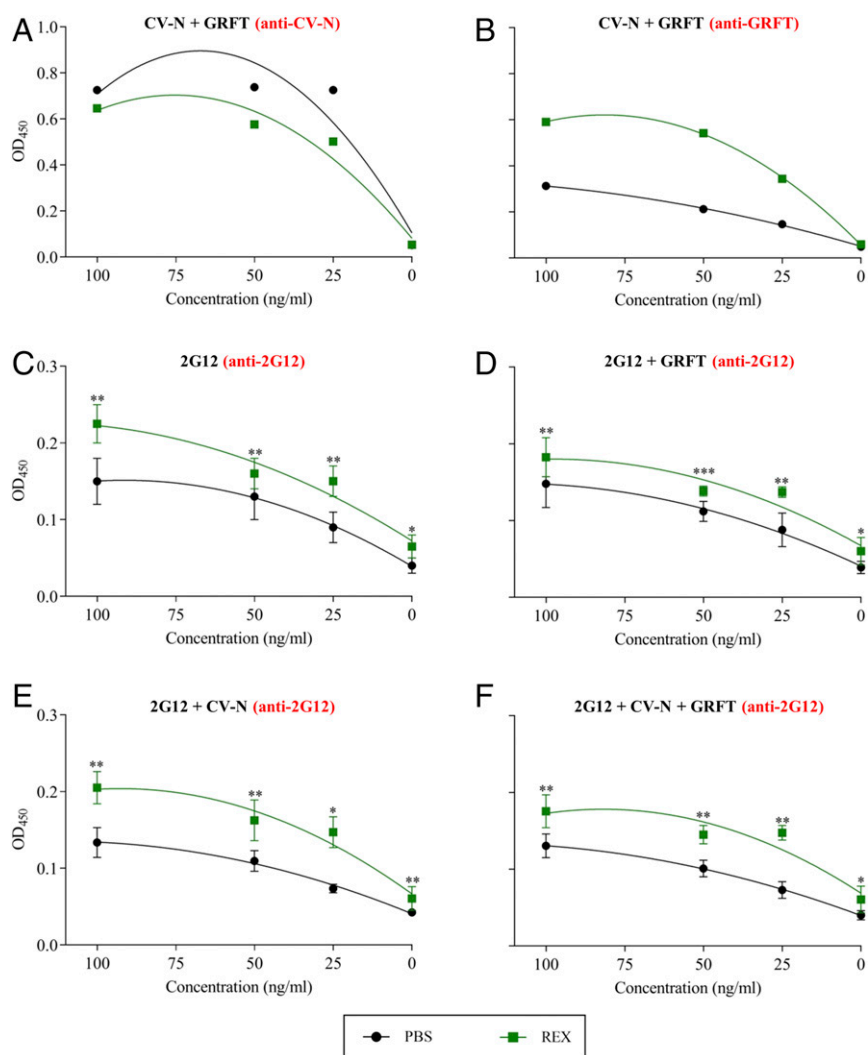 A
CV-N + GRFT (anti-CV-N)
1.0
0.8
0.6
0.4
0.2
0.0
OD450
100 75 50 25 0
Concentration (ng/ml)
B
CV-N + GRFT (anti-GRFT)
100 75 50 25 0
Concentration (ng/ml)
C
2G12 (anti-2G12)
0.3
0.2
0.1
0.0
OD450
** ** ** *
100 75 50 25 0
Concentration (ng/ml)
D
2G12 + GRFT (anti-2G12)
** *** ** *
100 75 50 25 0
Concentration (ng/ml)
E
2G12 + CV-N (anti-2G12)
0.3
0.2
0.1
0.0
OD450
** ** * **
100 75 50 25 0
Concentration (ng/ml)
F
2G12 + CV-N + GRFT (anti-2G12)
** ** ** *
100 75 50 25 0
Concentration (ng/ml)
PBS REX